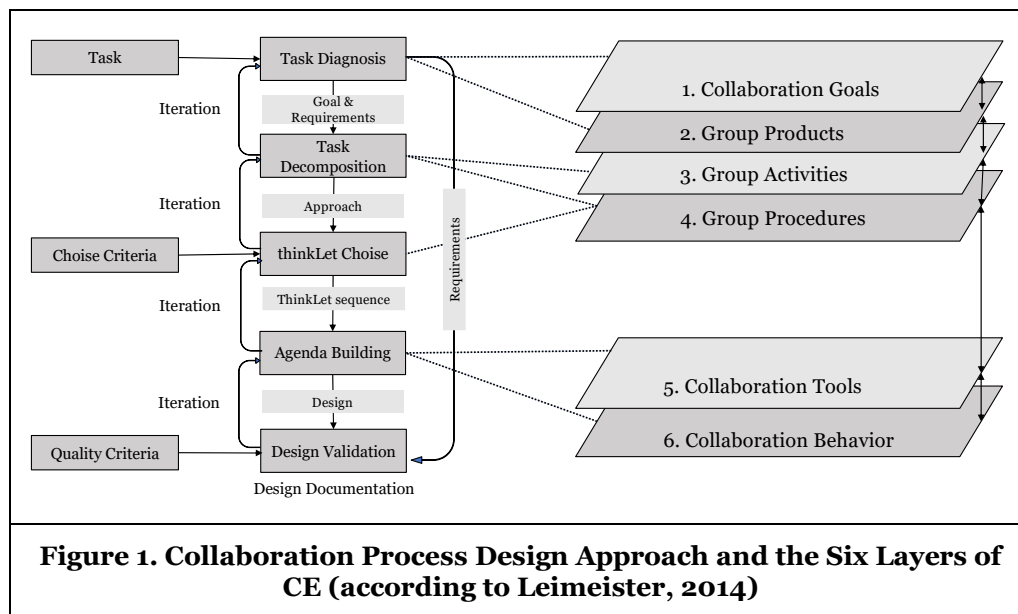 Task
Task Diagnosis
1. Collaboration Goals
Iteration
Goal &
Requirements
2. Group Products
Task
Decomposition
3. Group Activities
Iteration
Approach
4. Group Procedures
Requirements
Choise Criteria
thinkLet Choise
Iteration
ThinkLet sequence
Agenda Building
5. Collaboration Tools
Iteration
Design
6. Collaboration Behavior
Quality Criteria
Design Validation
Design Documentation
Figure 1. Collaboration Process Design Approach and the Six Layers of
CE (according to Leimeister, 2014)